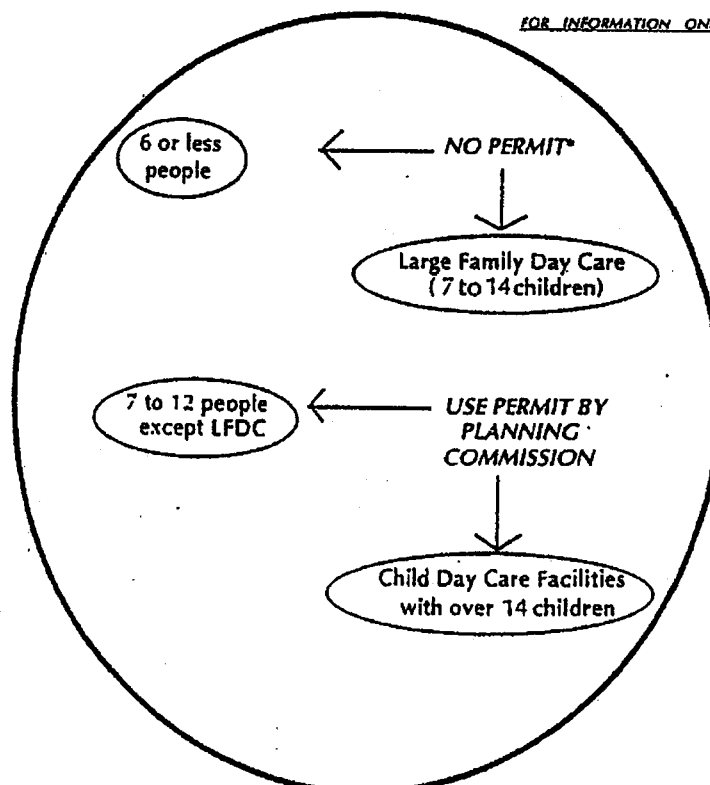 FOR INFORMATION ON
6 or less
people
NO PERMIT*
Large Family Day Care
(7 to 14 children)
7 to 12 people
except LFDC
USE PERMIT BY
PLANNING
COMMISSION
Child Day Care Facilities
with over 14 children